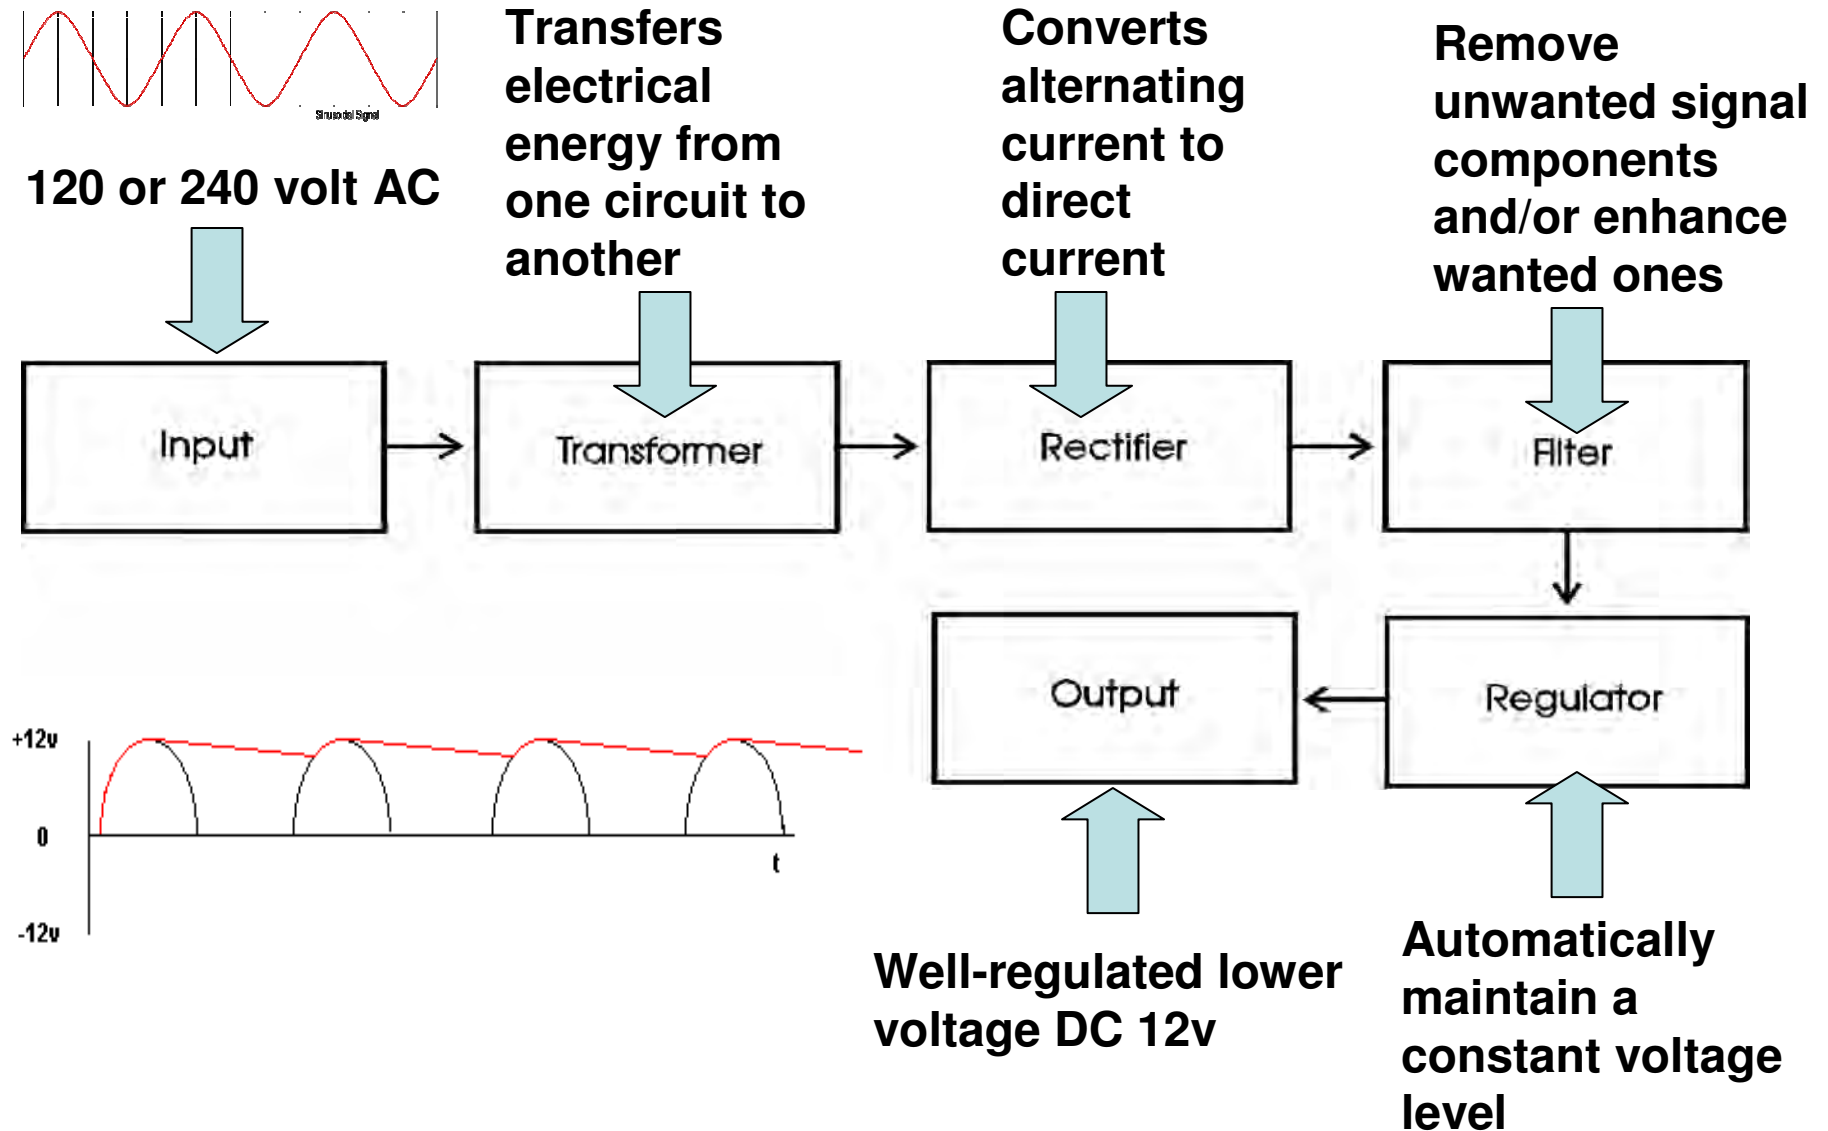 Sinusoidal Signal
120 or 240 volt AC
Transfers
electrical
energy from
one circuit to
another
Converts
alternating
current to
direct
current
Remove
unwanted signal
components
and/or enhance
wanted ones
Input
Transformer
Rectifier
Filter
Output
Regulator
+12v
0
t
-12v
Well-regulated lower
voltage DC 12v
Automatically
maintain a
constant voltage
level